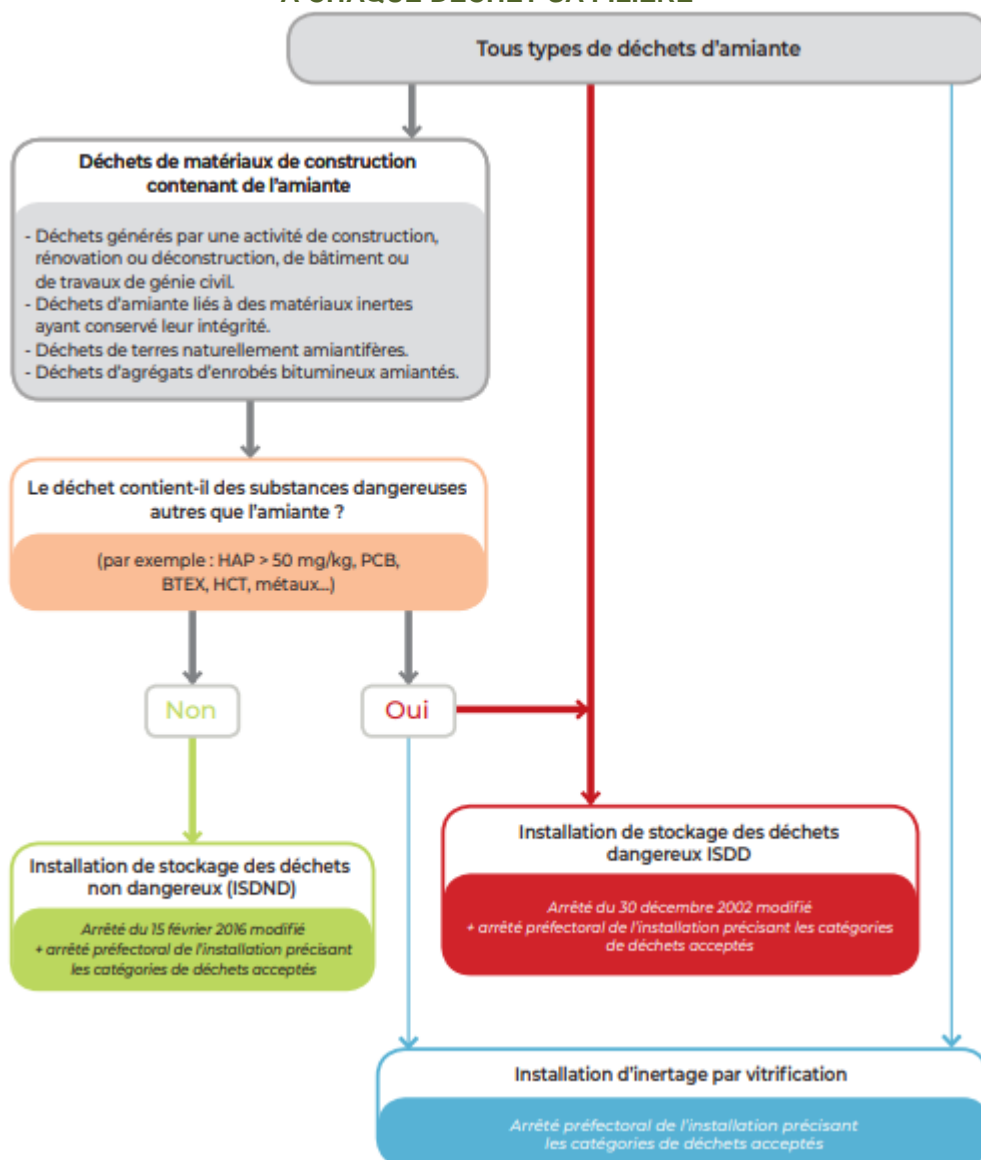 À CHAQUE DÉCHET SA FILIÈRE
Tous types de déchets d'amiante
Déchets de matériaux de construction
contenant de l'amiante
- Déchets générés par une activité de construction,
rénovation ou déconstruction, de bâtiment ou
de travaux de génie civil.
- Déchets d'amiante liés à des matériaux inertes
ayant conservé leur intégrité.
- Déchets de terres naturellement amiantifères.
- Déchets d'agrégats d'enrobés bitumineux amiantés.
Le déchet contient-il des substances dangereuses
autres que l'amiante ?
(par exemple : HAP > 50 mg/kg, PCB,
BTEX, HCT, métaux...)
Non
Oui
Installation de stockage des déchets
non dangereux (ISDND)
Arrêté du 15 février 2016 modifié
+ arrêté préfectoral de l'installation précisant
les catégories de déchets acceptés
Installation de stockage des déchets
dangereux ISDD
Arrêté du 30 décembre 2002 modifié
+ arrêté préfectoral de l'installation précisant les catégories
de déchets acceptés
Installation d'inertage par vitrification
Arrêté préfectoral de l'installation précisant
les catégories de déchets acceptés